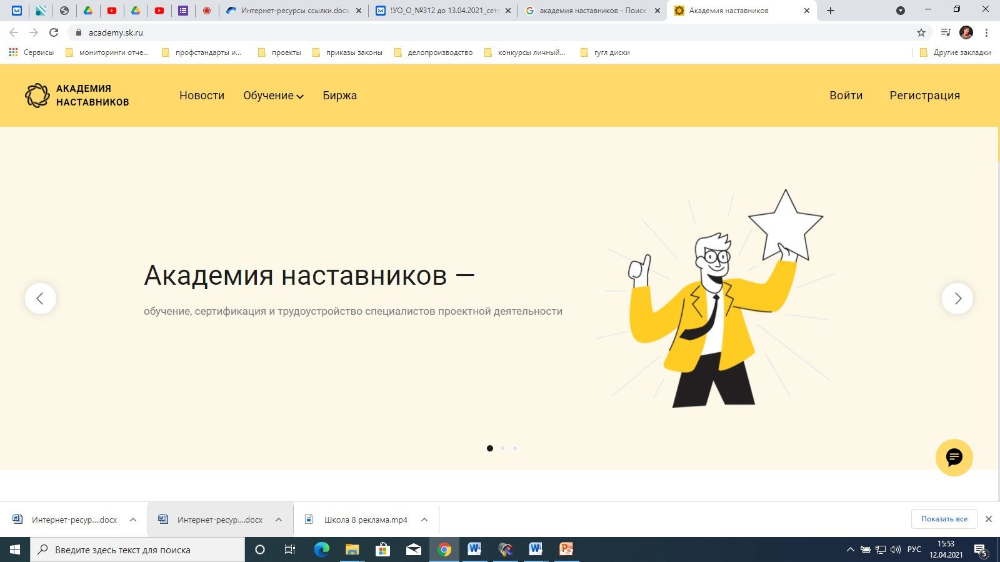 Интернет-ресурсы ссылки.docx
!УО_О_№312 до 13.04.2021_сете
академия наставников - Поиск
Академия наставников
academy.sk.ru
Сервисы
мониторинги отче...
профстандарты и...
проекты
приказы законы
делопроизводство
конкурсы личный...
гугл диски
Другие закладки
АКАДЕМИЯ
НАСТАВНИКОВ
Новости
Обучение
Биржа
Войти
Регистрация
Академия наставников —
обучение, сертификация и трудоустройство специалистов проектной деятельности
Интернет-ресур....docx
Интернет-ресур....docx
Школа 8 реклама.mp4
Показать все
Введите здесь текст для поиска
РУС
15:53
12.04.2021
5